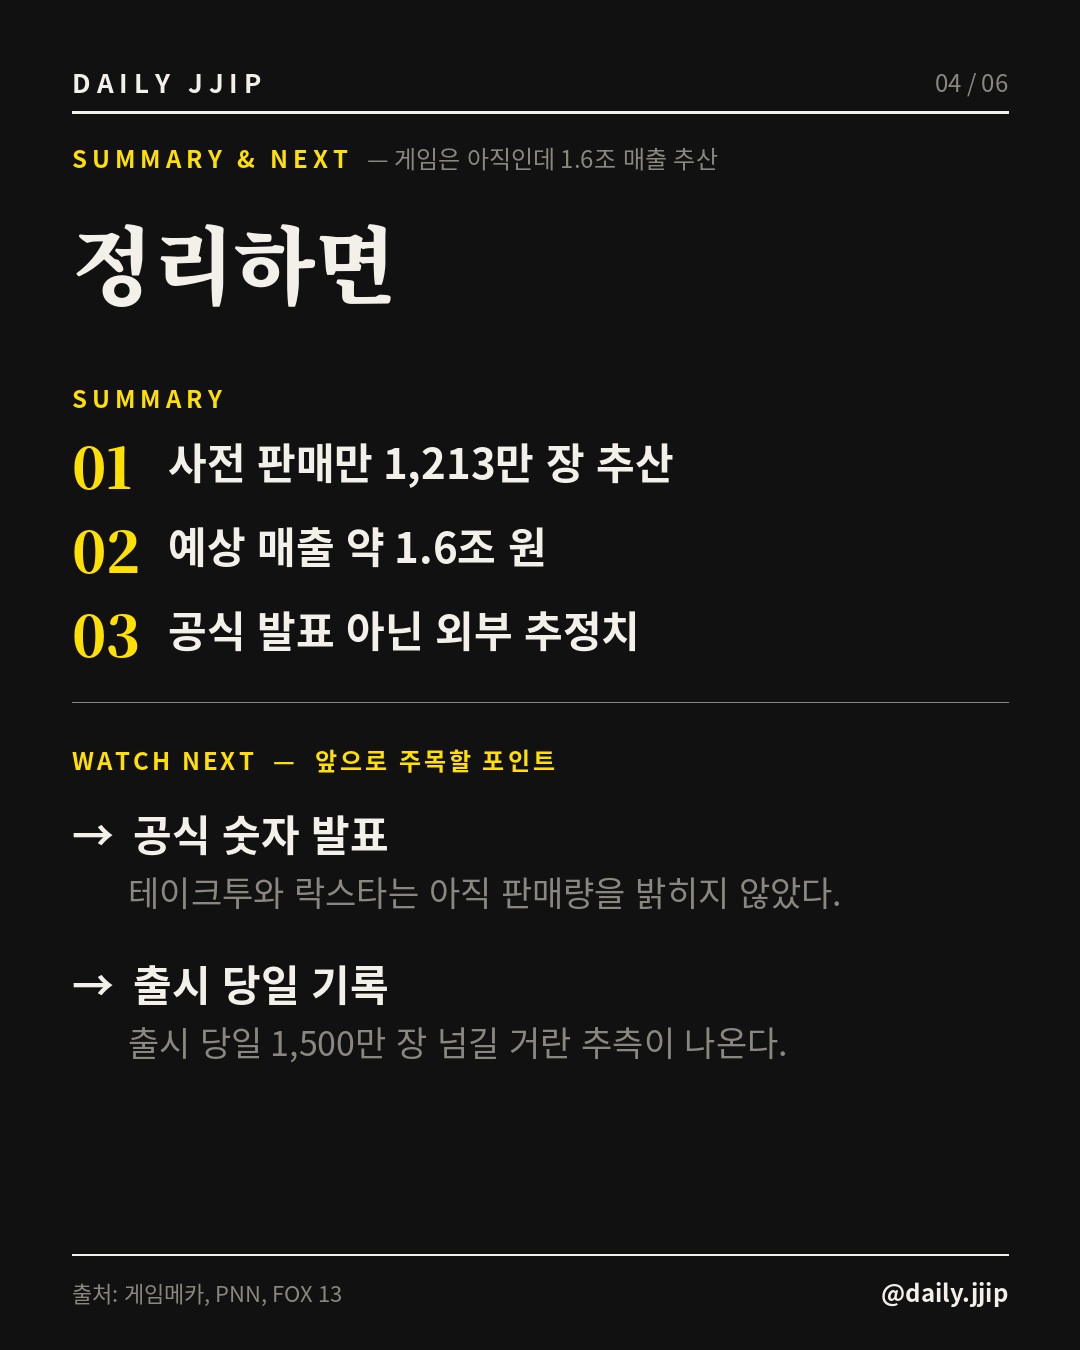 DAILY JJIP
04 / 06
SUMMARY & NEXT — 게임은 아직인데 1.6조 매출 추산
정리하면
SUMMARY
01 사전 판매만 1,213만 장 추산
02 예상 매출 약 1.6조 원
03 공식 발표 아닌 외부 추정치
WATCH NEXT — 앞으로 주목할 포인트
→ 공식 숫자 발표
테이크투와 락스타는 아직 판매량을 밝히지 않았다.
→ 출시 당일 기록
출시 당일 1,500만 장 넘길 거란 추측이 나온다.
출처: 게임메카, PNN, FOX 13
@daily.jjip